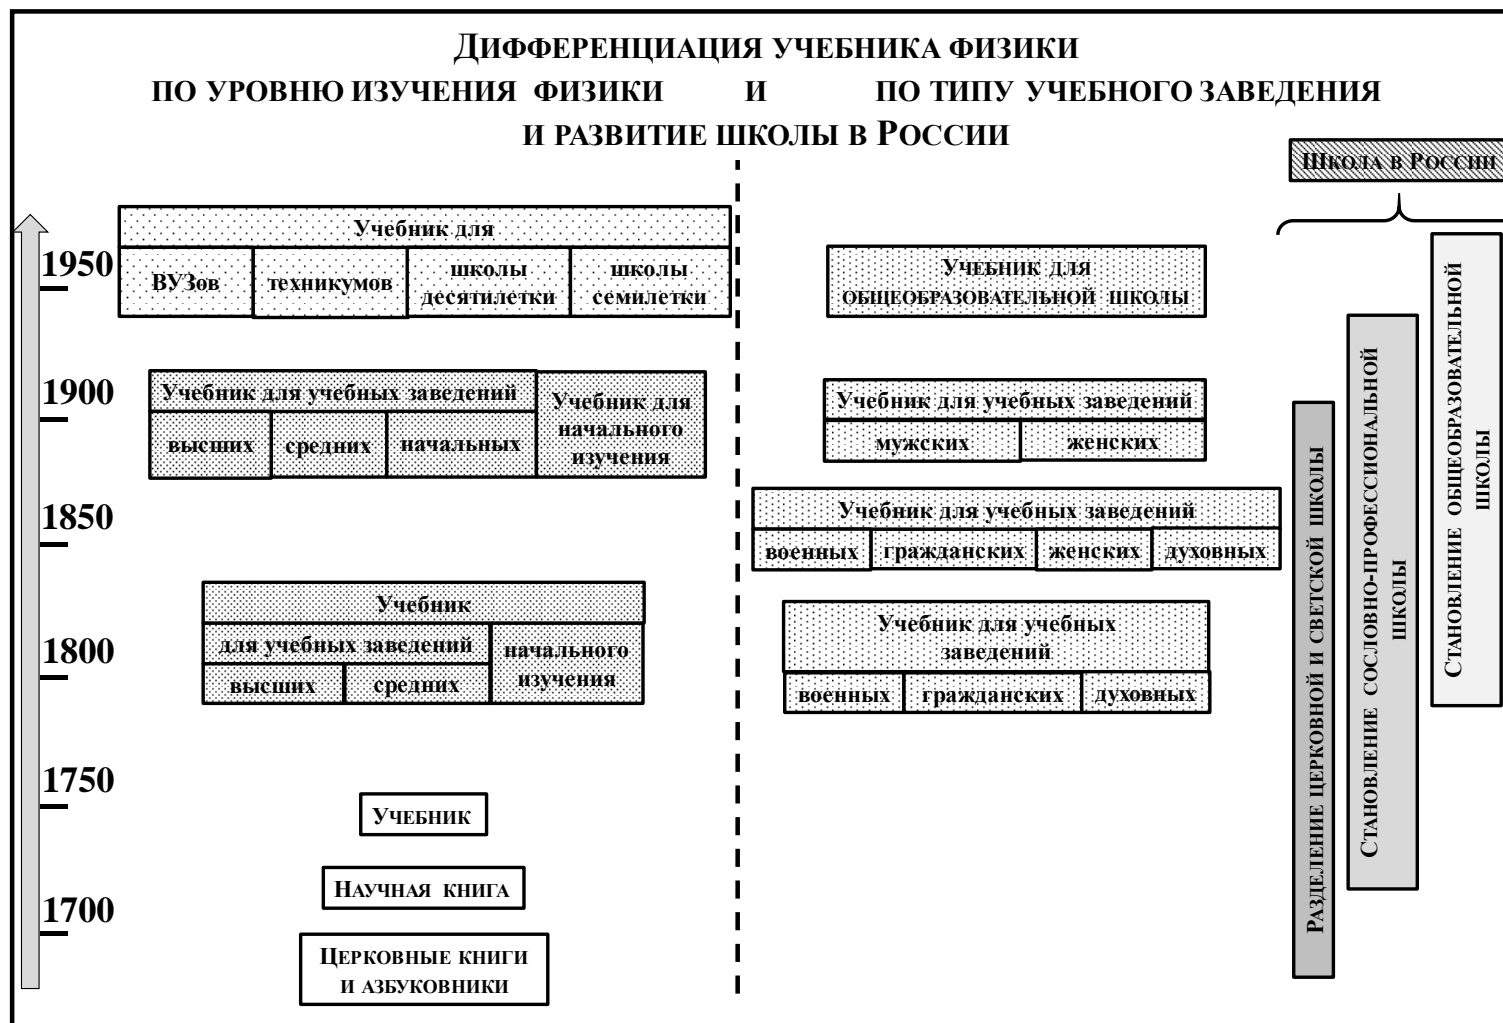 ДИФФЕРЕНЦИАЦИЯ УЧЕБНИКА ФИЗИКИ
ПО УРОВНЮ ИЗУЧЕНИЯ ФИЗИКИ И ПО ТИПУ УЧЕБНОГО ЗАВЕДЕНИЯ
И РАЗВИТИЕ ШКОЛЫ В РОССИИ
ШКОЛА В РОССИИ
1950
1900
1850
1800
1750
1700
Учебник для
ВУЗов
техникумов
школы
десятилетки
школы
семилетки
Учебник для учебных заведений
высших
средних
начальных
Учебник для
начального
изучения
Учебник
для учебных заведений
высших
средних
начального
изучения
УЧЕБНИК
НАУЧНАЯ КНИГА
ЦЕРКОВНЫЕ КНИГИ
И АЗБУКОВНИКИ
УЧЕБНИК ДЛЯ
ОБЩЕОБРАЗОВАТЕЛЬНОЙ ШКОЛЫ
Учебник для учебных заведений
мужских
женских
Учебник для учебных заведений
военных
гражданских
женских
духовных
Учебник для учебных
заведений
военных
гражданских
духовных
РАЗДЕЛЕНИЕ ЦЕРКОВНОЙ И СВЕТСКОЙ ШКОЛЫ
СТАНОВЛЕНИЕ СОСЛОВНО-ПРОФЕССИОНАЛЬНОЙ
ШКОЛЫ
СТАНОВЛЕНИЕ ОБЩЕОБРАЗОВАТЕЛЬНОЙ
ШКОЛЫ